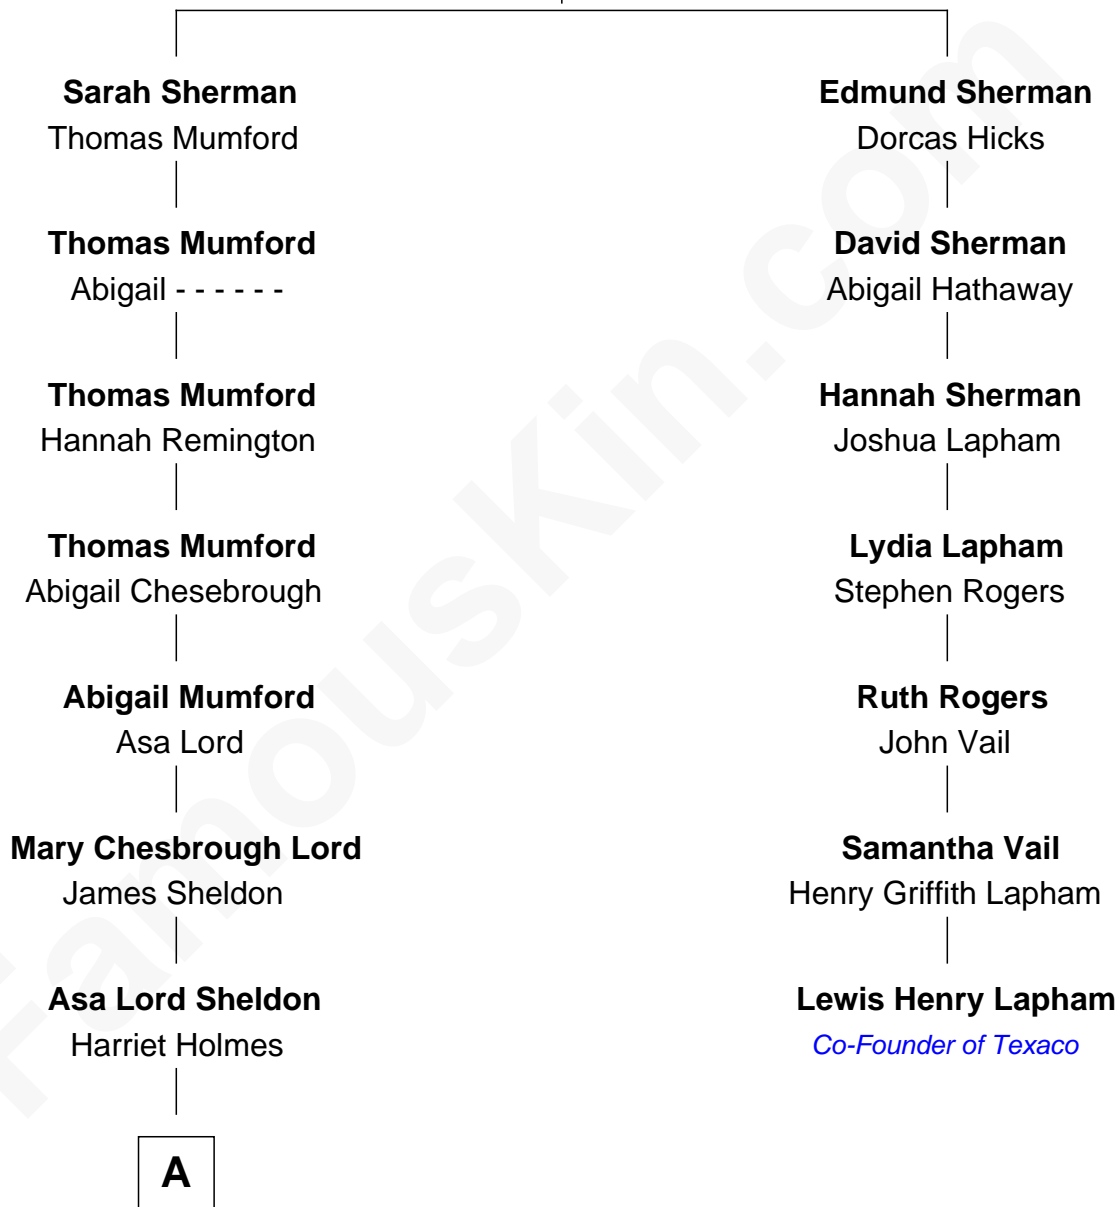 Sarah Sherman
Thomas Mumford
Edmund Sherman
Dorcas Hicks
Thomas Mumford
Abigail - - - - - -
David Sherman
Abigail Hathaway
Thomas Mumford
Hannah Remington
Hannah Sherman
Joshua Lapham
Thomas Mumford
Abigail Chesebrough
Lydia Lapham
Stephen Rogers
Abigail Mumford
Asa Lord
Ruth Rogers
John Vail
Mary Chesbrough Lord
James Sheldon
Samantha Vail
Henry Griffith Lapham
Asa Lord Sheldon
Harriet Holmes
Lewis Henry Lapham
Co-Founder of Texaco
A
FamousKin.com